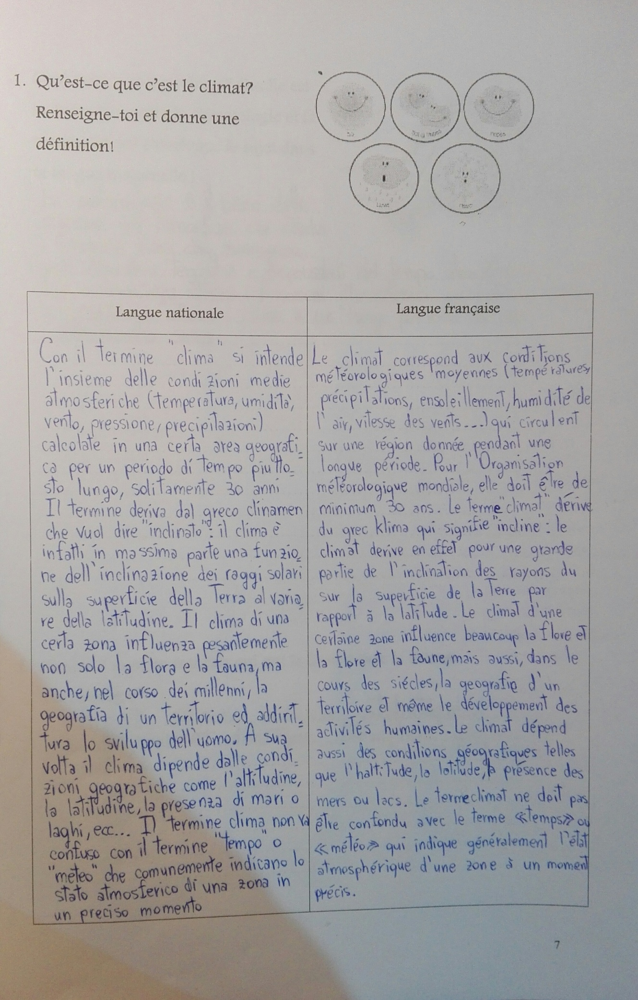 1. Qu'est-ce que c'est le climat?
Renseigne-toi et donne une
définition!
Langue nationale
Con il termine "clima" si intende
l'insieme delle condizioni medie
atmosferiche (temperatura, umidità,
vento, pressione, precipitazioni)
calcolate in una certa area geografi=
ca per un periodo di tempo piutto=
sto lungo, solitamente 30 anni
Il termine deriva dal greco clinamen
che vuol dire "inclinato": il clima è
infatti in massima parte una funzio=
ne dell'inclinazione dei raggi solari
sulla superficie della Terra al varia=
re della latitudine. Il clima di una
certa zona influenza pesantemente
non solo la flora e la fauna, ma
anche, nel corso dei millenni, la
geografia di un territorio ed addirit=
tura lo sviluppo dell'uomo. A sua
volta il clima dipende dalle condi=
zioni geografiche come l'altitudine,
la latitudine, la presenza di mari o
laghi, ecc... Il termine clima non va
confuso con il termine "tempo" o
"meteo" che comunemente indicano lo
stato atmosferico di una zona in
un preciso momento
Langue française
Le climat correspond aux conditions
météorologiques moyennes (températures,
précipitations, ensoleillement, humidité de
l'air, vitesse des vents...) qui circulent
sur une région donnée pendant une
longue période. Pour l'Organisation
météorologique mondiale, elle doit être de
minimum 30 ans. Le terme "climat" dérive
du grec klima qui signifie "incline": le
climat derive en effet pour une grande
partie de l'inclination des rayons du
sur la superficie de la Terre par
rapport à la latitude. Le climat d'une
certaine zone influence beaucoup la flore et
la flore et la faune, mais aussi, dans le
cours des siécles, la geografie d'un
territoire et même le développement des
activités humaines. Le climat dépend
aussi des conditions géografiques telles
que l'haltitude, la latitude, la présence des
mers ou lacs. Le terme climat ne doit pas
être confondu avec le terme «temps» ou
«météo» qui indique généralement l'état
atmosphérique d'une zone à un moment
précis.
7